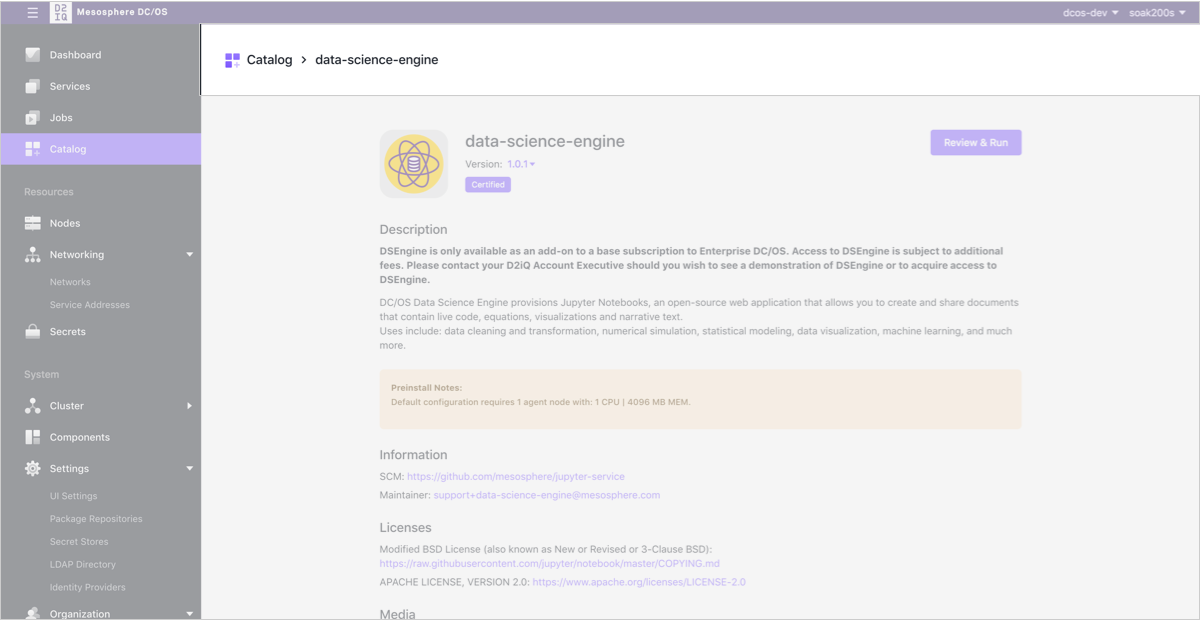 D2
IQ
Mesosphere DC/OS
dcos-dev
soak200s
Dashboard
Services
Jobs
Catalog
Resources
Nodes
Networking
Networks
Service Addresses
Secrets
System
Cluster
Components
Settings
UI Settings
Package Repositories
Secret Stores
LDAP Directory
Identity Providers
Organization
Catalog > data-science-engine
data-science-engine
Version: 1.0.1
Certified
Review & Run
Description
DSEngine is only available as an add-on to a base subscription to Enterprise DC/OS. Access to DSEngine is subject to additional
fees. Please contact your D2iQ Account Executive should you wish to see a demonstration of DSEngine or to acquire access to
DSEngine.
DC/OS Data Science Engine provisions Jupyter Notebooks, an open-source web application that allows you to create and share documents
that contain live code, equations, visualizations and narrative text.
Uses include: data cleaning and transformation, numerical simulation, statistical modeling, data visualization, machine learning, and much
more.
Preinstall Notes:
Default configuration requires 1 agent node with: 1 CPU | 4096 MB MEM.
Information
SCM: https://github.com/mesosphere/jupyter-service
Maintainer: support+data-science-engine@mesosphere.com
Licenses
Modified BSD License (also known as New or Revised or 3-Clause BSD):
https://raw.githubusercontent.com/jupyter/notebook/master/COPYING.md
APACHE LICENSE, VERSION 2.0: https://www.apache.org/licenses/LICENSE-2.0
Media